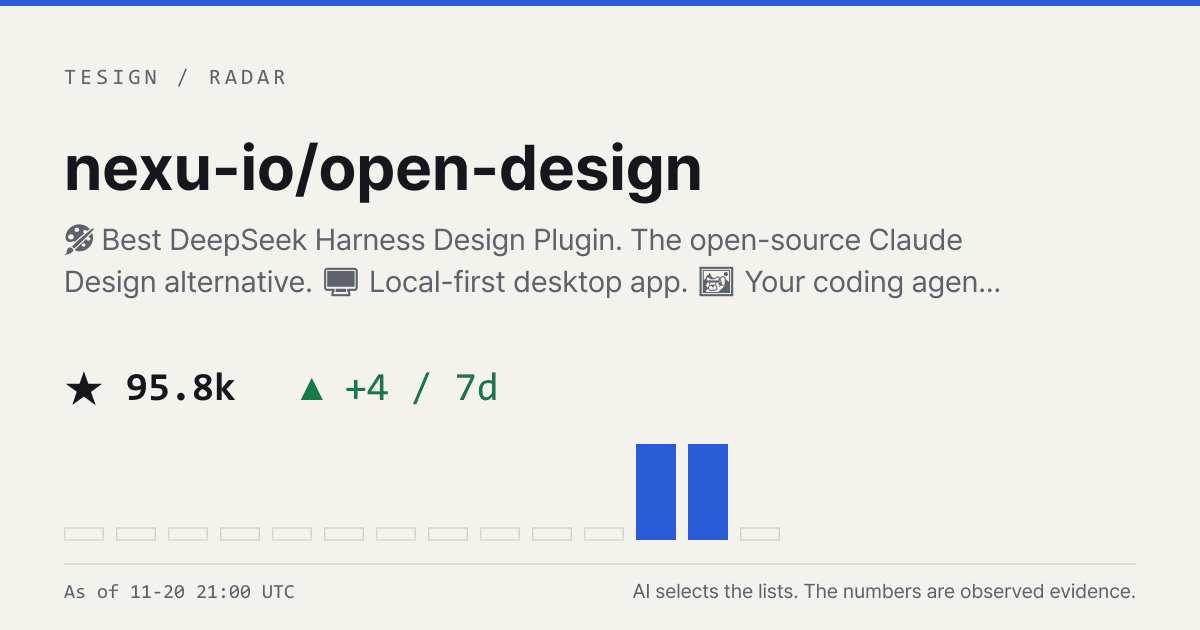 TESIGN / RADAR
nexu-io/open-design
🎨 Best DeepSeek Harness Design Plugin. The open-source Claude
Design alternative. 🖥️ Local-first desktop app. 🖼️ Your coding agen...
★ 95.8k ▲ +4 / 7d
As of 11-20 21:00 UTC
AI selects the lists. The numbers are observed evidence.